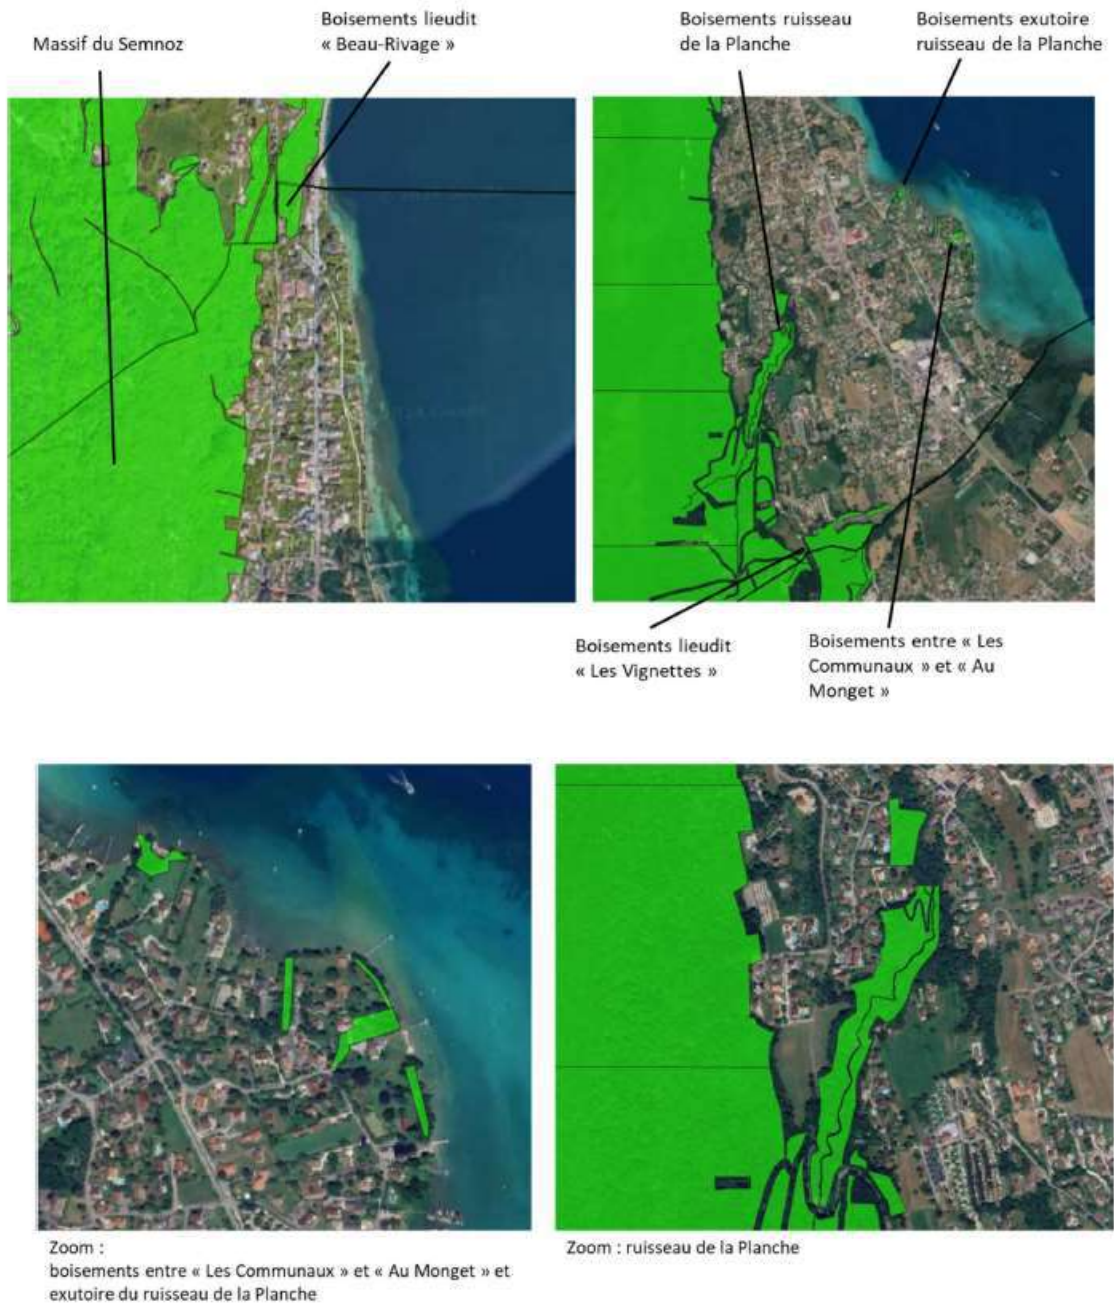 Boisements lieudit
« Beau-Rivage »
Massif du Semnoz
Boisements ruisseau
de la Planche
Boisements exutoire
ruisseau de la Planche
Boisements lieudit
« Les Vignettes »
Boisements entre « Les
Communaux » et « Au
Monget »
Zoom :
boisements entre « Les Communaux » et « Au Monget » et
exutoire du ruisseau de la Planche
Zoom : ruisseau de la Planche